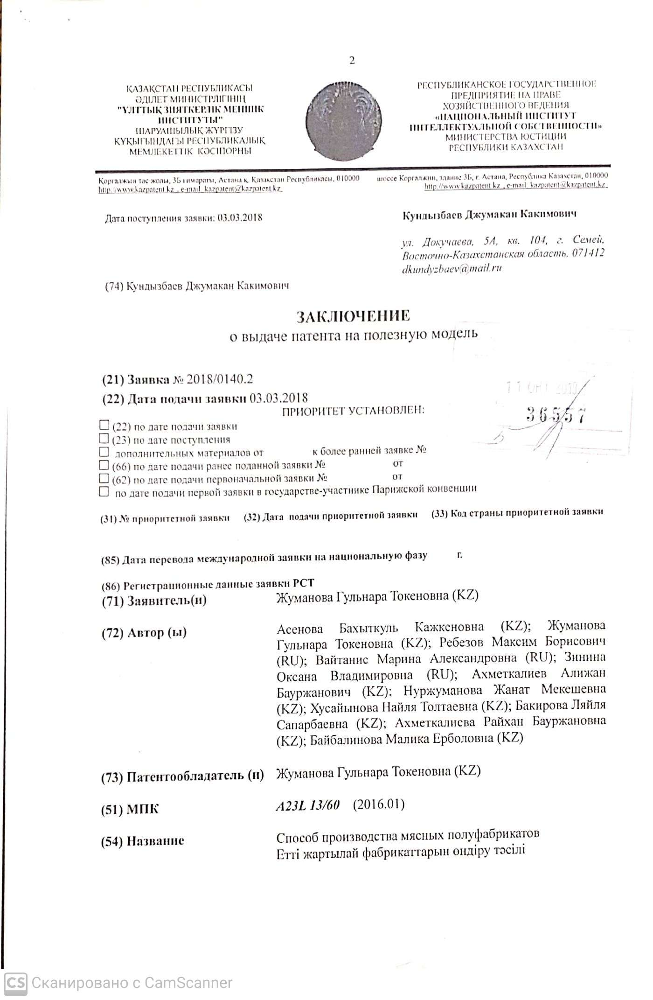 2
ҚАЗАҚСТАН РЕСПУБЛИКАСЫ
ӘДІЛЕТ МИНИСТРЛІГІНІҢ
"ҰЛТТЫҚ ЗИЯТКЕРЛІК МЕНШІК
ИНСТИТУТЫ"
ШАРУАШЫЛЫҚ ЖҮРГІЗУ
ҚҰҚЫҒЫНДАҒЫ РЕСПУБЛИКАЛЫҚ
МЕМЛЕКЕТТІК КӘСІПОРНЫ
РЕСПУБЛИКАНСКОЕ ГОСУДАРСТВЕННОЕ
ПРЕДПРИЯТИЕ НА ПРАВЕ
ХОЗЯЙСТВЕННОГО ВЕДЕНИЯ
«НАЦИОНАЛЬНЫЙ ИНСТИТУТ
ИНТЕЛЛЕКТУАЛЬНОЙ СОБСТВЕННОСТИ»
МИНИСТЕРСТВА ЮСТИЦИИ
РЕСПУБЛИКИ КАЗАХСТАН
Коргалжын тас жолы, 3Б ғимараты, Астана қ. Қазақстан Республикасы, 010000
http://www.kazpatent.kz , e-mail kazpatent@kazpatent.kz
шоссе Коргалжин, здание 3Б, г. Астана, Республика Казахстан, 010000
http://www.kazpatent.kz , e-mail kazpatent@kazpatent.kz
Дата поступления заявки: 03.03.2018
Кундызбаев Джумакан Какимович
ул. Докучаева, 5А, кв. 104, г. Семей,
Восточно-Казахстанская область, 071412
dkundyzbaev@mail.ru
(74) Кундызбаев Джумакан Какимович
ЗАКЛЮЧЕНИЕ
о выдаче патента на полезную модель
(21) Заявка № 2018/0140.2
(22) Дата подачи заявки 03.03.2018
36557
ПРИОРИТЕТ УСТАНОВЛЕН:
(22) по дате подачи заявки
(23) по дате поступления
дополнительных материалов от к более ранней заявке №
(66) по дате подачи ранее поданной заявки № от
(62) по дате подачи первоначальной заявки № от
по дате подачи первой заявки в государстве-участнике Парижской конвенции
(31) № приоритетной заявки (32) Дата подачи приоритетной заявки (33) Код страны приоритетной заявки
(85) Дата перевода международной заявки на национальную фазу г.
(86) Регистрационные данные заявки РСТ
(71) Заявитель(и) Жуманова Гульнара Токеновна (KZ)
(72) Автор (ы) Асенова Бахыткуль Кажкеновна (KZ); Жуманова
Гульнара Токеновна (KZ); Ребезов Максим Борисович
(RU); Вайтанис Марина Александровна (RU); Зинина
Оксана Владимировна (RU); Ахметкалиев Алижан
Бауржанович (KZ); Нуржуманова Жанат Мекешевна
(KZ); Хусайынова Найля Толтаевна (KZ); Бакирова Ляйля
Сапарбаевна (KZ); Ахметкалиева Райхан Бауржановна
(KZ); Байбалинова Малика Ерболовна (KZ)
(73) Патентообладатель (и) Жуманова Гульнара Токеновна (KZ)
(51) МПК A23L 13/60 (2016.01)
(54) Название Способ производства мясных полуфабрикатов
Етті жартылай фабрикаттарын өндіру тәсілі
CS Сканировано с CamScanner